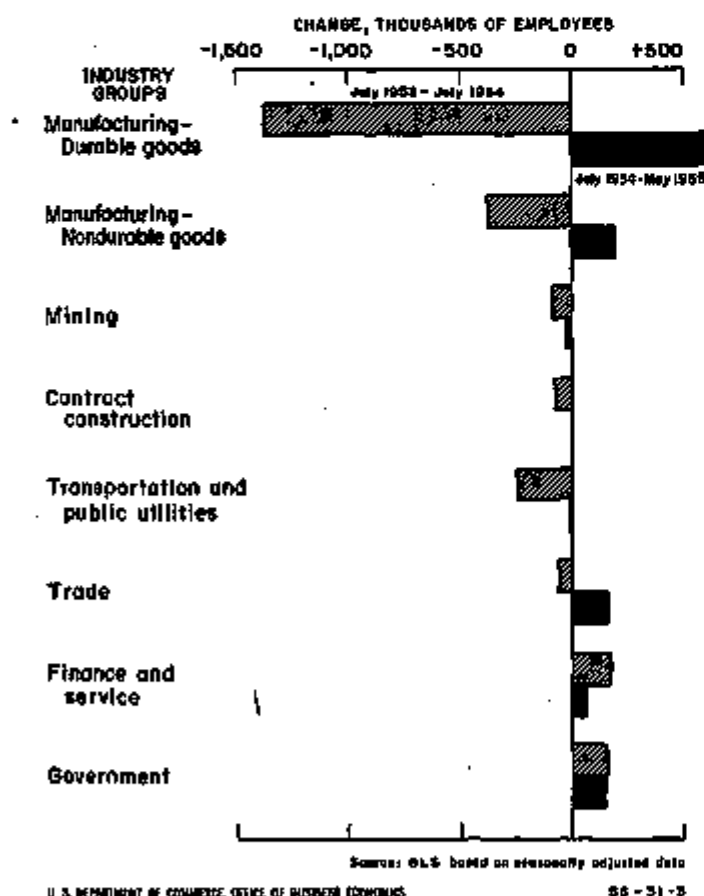 CHANGE, THOUSANDS OF EMPLOYEES
-1,500 -1,000 -500 0 +500
INDUSTRY
GROUPS
July 1953 - July 1954
Manufacturing-
Durable goods
July 1954-May 1955
Manufacturing-
Nondurable goods
Mining
Contract
construction
Transportation and
public utilities
Trade
Finance and
service
Government
Source: BLS based on seasonally adjusted data
U. S. DEPARTMENT OF COMMERCE, OFFICE OF BUSINESS ECONOMICS